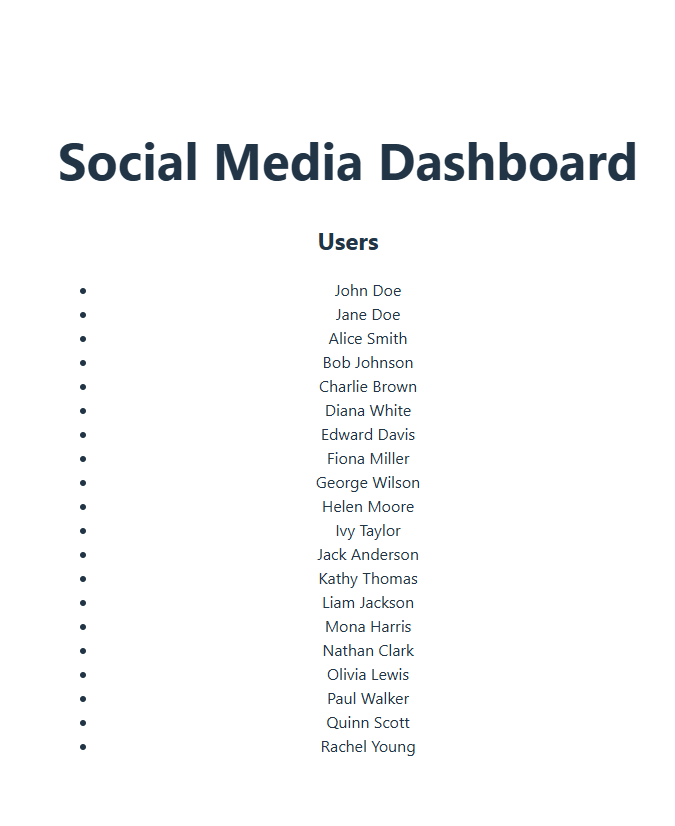 Social Media Dashboard
Users
• John Doe
• Jane Doe
• Alice Smith
• Bob Johnson
• Charlie Brown
• Diana White
• Edward Davis
• Fiona Miller
• George Wilson
• Helen Moore
• Ivy Taylor
• Jack Anderson
• Kathy Thomas
• Liam Jackson
• Mona Harris
• Nathan Clark
• Olivia Lewis
• Paul Walker
• Quinn Scott
• Rachel Young